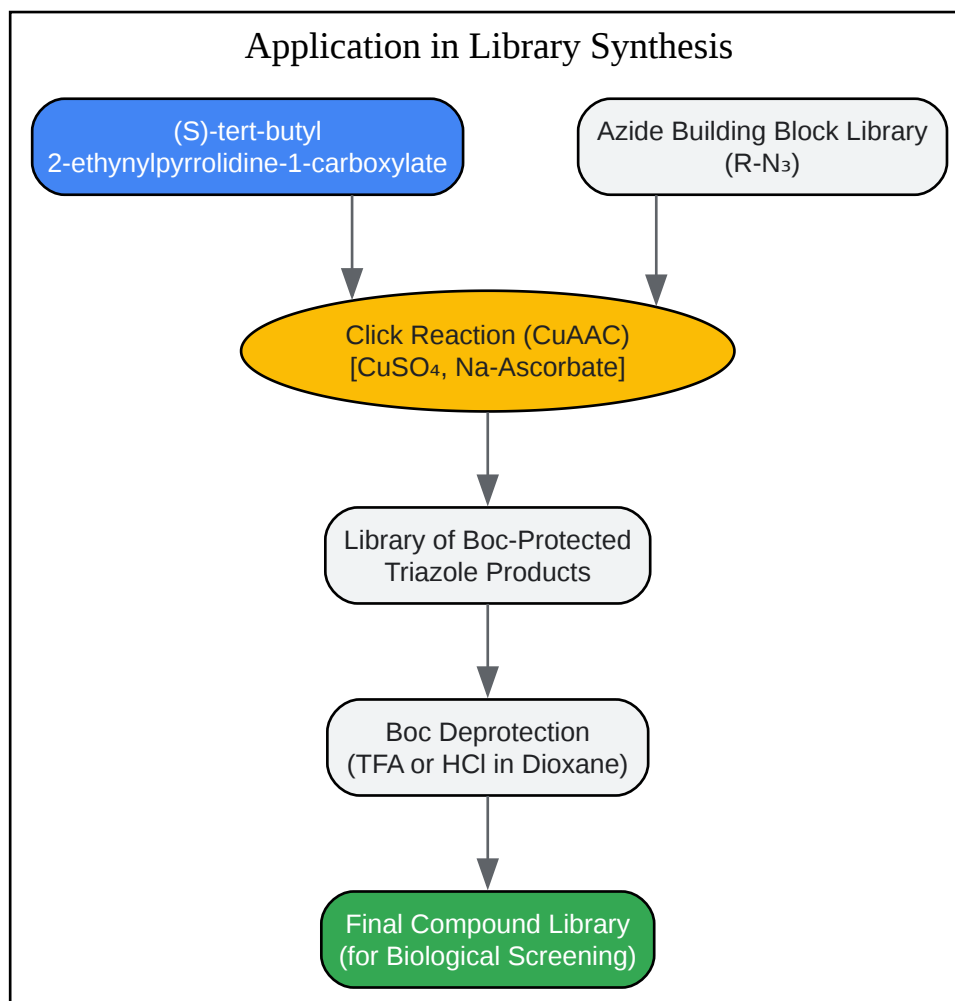 Application in Library Synthesis
(S)-tert-butyl
2-ethynylpyrrolidine-1-carboxylate
Azide Building Block Library
(R-N₃)
Click Reaction (CuAAC)
[CuSO₄, Na-Ascorbate]
Library of Boc-Protected
Triazole Products
Boc Deprotection
(TFA or HCl in Dioxane)
Final Compound Library
(for Biological Screening)